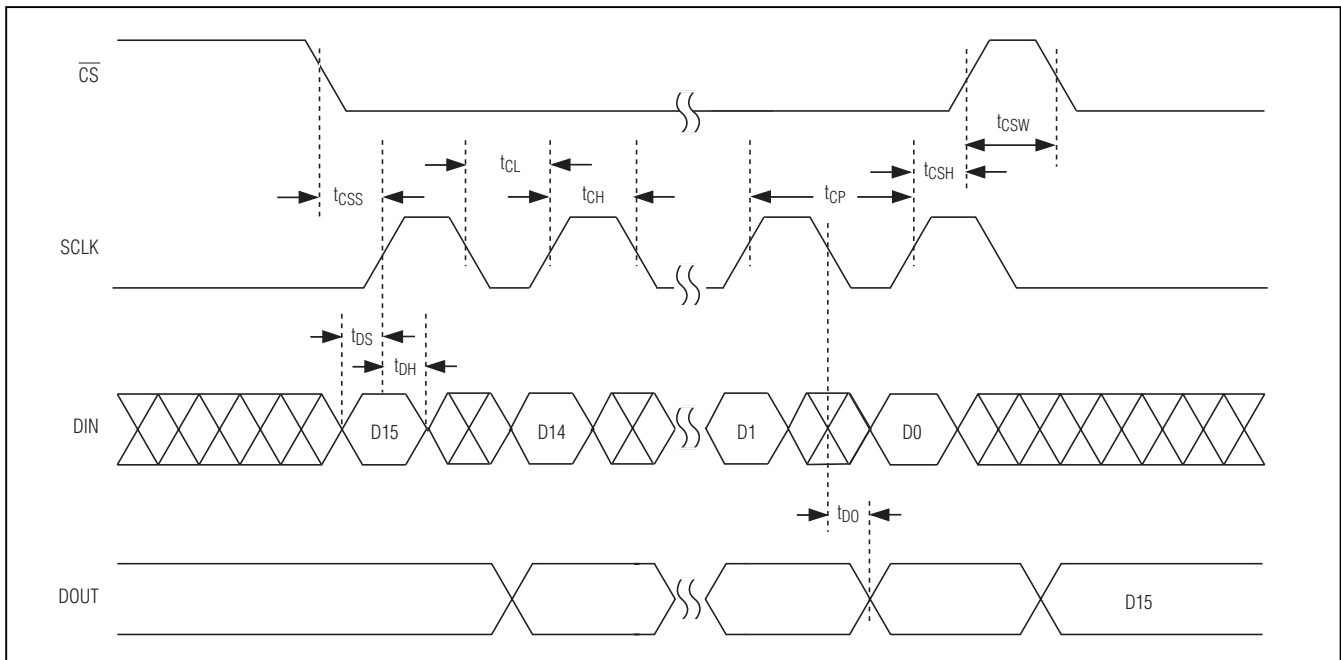 CS
tCSW
tCL
tCSH
tCSS
tCH
tCP
SCLK
tDS
tDH
DIN
D15
D14
D1
D0
tDO
DOUT
D15